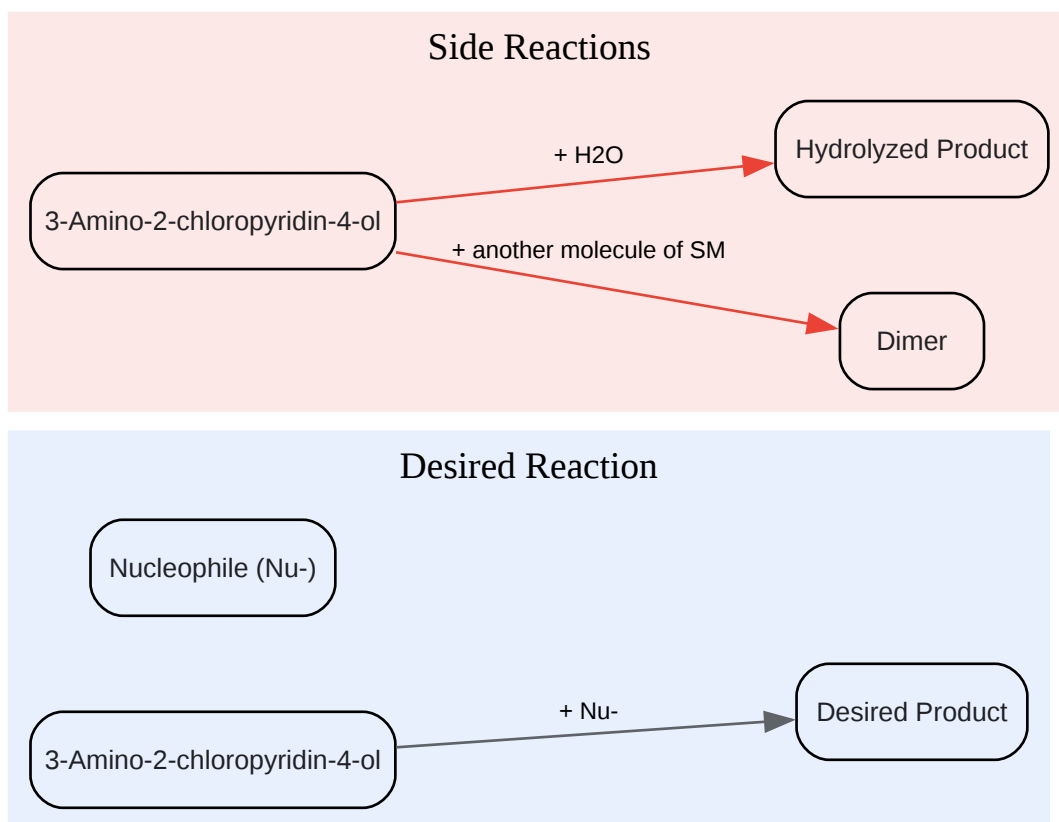 Side Reactions
Hydrolyzed Product
+ H2O
3-Amino-2-chloropyridin-4-ol
+ another molecule of SM
Dimer
Desired Reaction
Nucleophile (Nu-)
+ Nu-
Desired Product
3-Amino-2-chloropyridin-4-ol